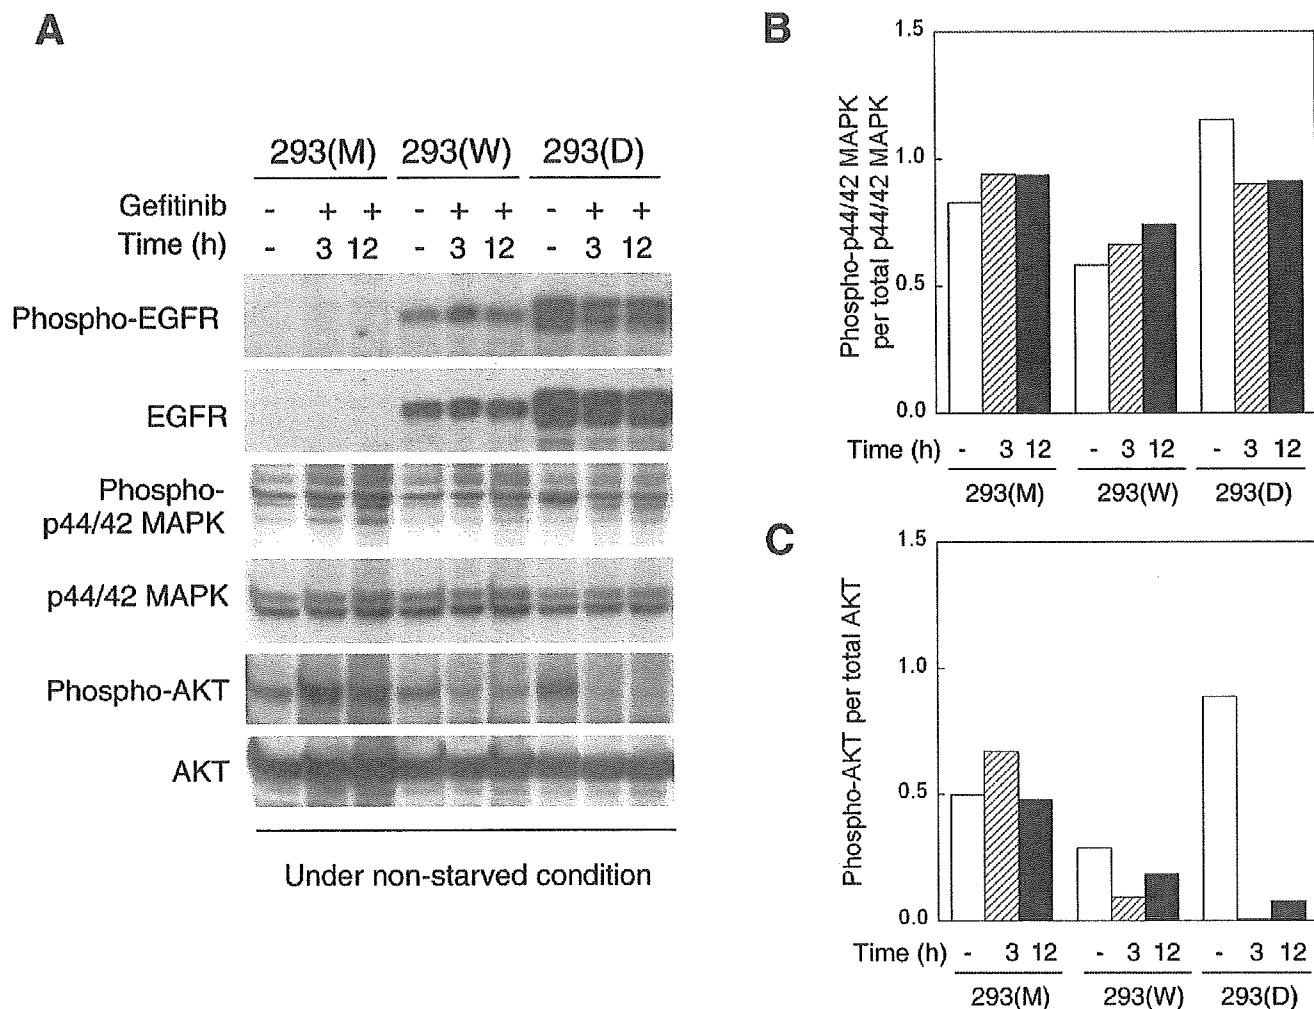 A
293(M) 293(W) 293(D)
Gefitinib - + + - + + - + +
Time (h) - 3 12 - 3 12 - 3 12
Phospho-EGFR
EGFR
Phospho-
p44/42 MAPK
p44/42 MAPK
Phospho-AKT
AKT
Under non-starved condition
B
Phospho-p44/42 MAPK
per total p44/42 MAPK
1.5
1.0
0.5
0.0
Time (h) - 3 12 - 3 12 - 3 12
293(M) 293(W) 293(D)
C
Phospho-AKT per total AKT
1.5
1.0
0.5
0.0
Time (h) - 3 12 - 3 12 - 3 12
293(M) 293(W) 293(D)